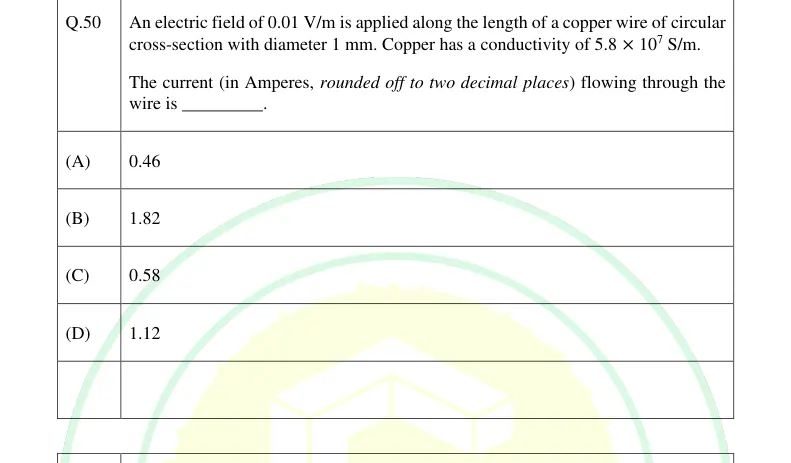 Q.50 An electric field of 0.01 V/m is applied along the length of a copper wire of circular
cross-section with diameter 1 mm. Copper has a conductivity of 5.8 × 10⁷ S/m.
The current (in Amperes, rounded off to two decimal places) flowing through the
wire is _________.
(A) 0.46
(B) 1.82
(C) 0.58
(D) 1.12